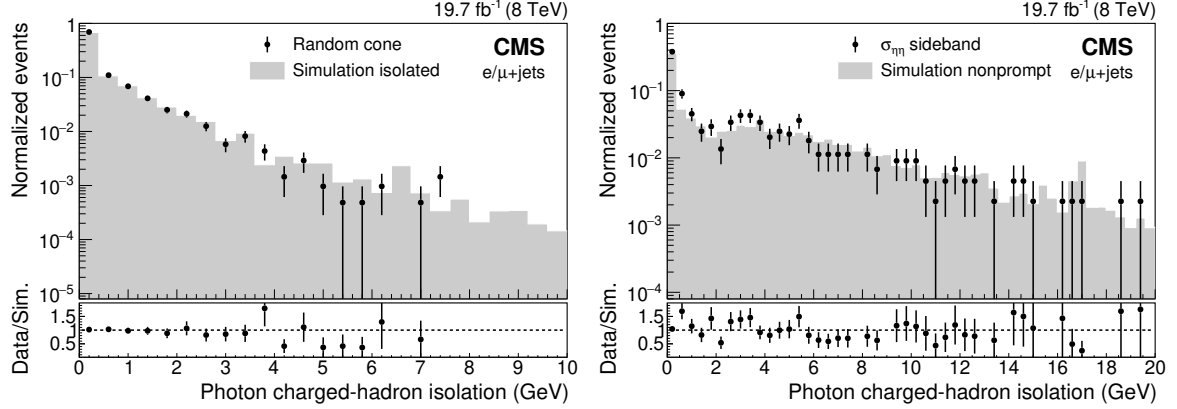 19.7 fb⁻¹ (8 TeV)
Normalized events
1
10⁻¹
10⁻²
10⁻³
10⁻⁴
10⁻⁵
Random cone
Simulation isolated
CMS
e/μ+jets
Data/Sim.
1.5
1
0.5
0 1 2 3 4 5 6 7 8 9 10
Photon charged-hadron isolation (GeV)
19.7 fb⁻¹ (8 TeV)
Normalized events
1
10⁻¹
10⁻²
10⁻³
10⁻⁴
σηη sideband
Simulation nonprompt
CMS
e/μ+jets
Data/Sim.
1.5
1
0.5
0 2 4 6 8 10 12 14 16 18 20
Photon charged-hadron isolation (GeV)